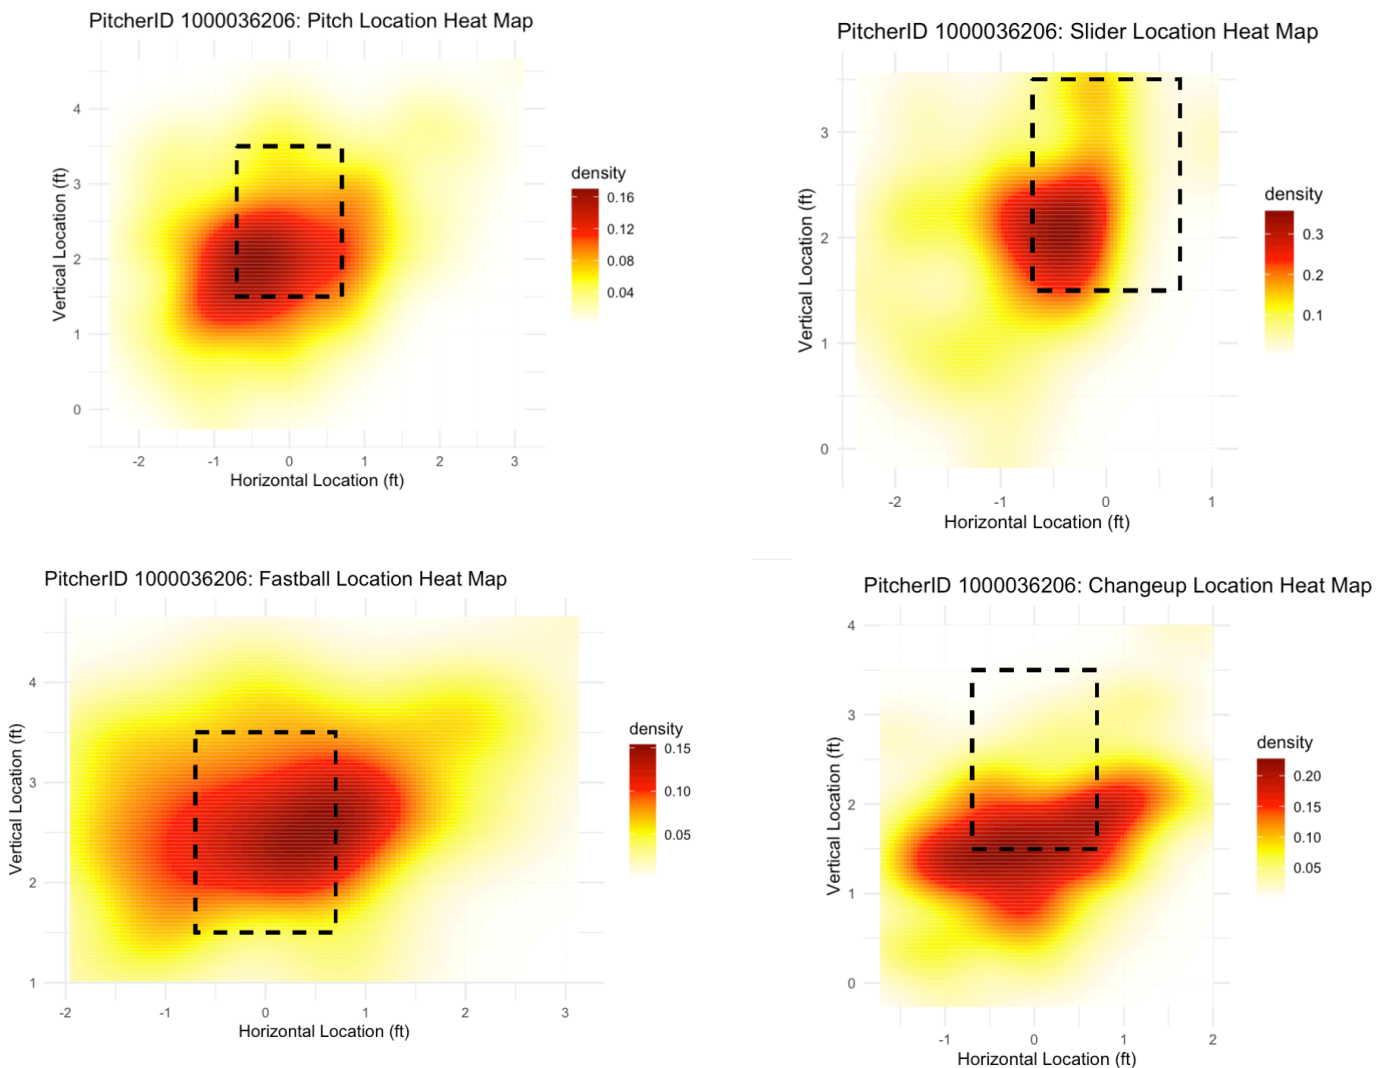 PitcherID 1000036206: Pitch Location Heat Map
Vertical Location (ft)
4
3
2
1
0
-2 -1 0 1 2 3
Horizontal Location (ft)
density
0.16
0.12
0.08
0.04
PitcherID 1000036206: Slider Location Heat Map
Vertical Location (ft)
3
2
1
0
-2 -1 0 1
Horizontal Location (ft)
density
0.3
0.2
0.1
PitcherID 1000036206: Fastball Location Heat Map
Vertical Location (ft)
4
3
2
1
-2 -1 0 1 2 3
Horizontal Location (ft)
density
0.15
0.10
0.05
PitcherID 1000036206: Changeup Location Heat Map
Vertical Location (ft)
4
3
2
1
0
-1 0 1 2
Horizontal Location (ft)
density
0.20
0.15
0.10
0.05